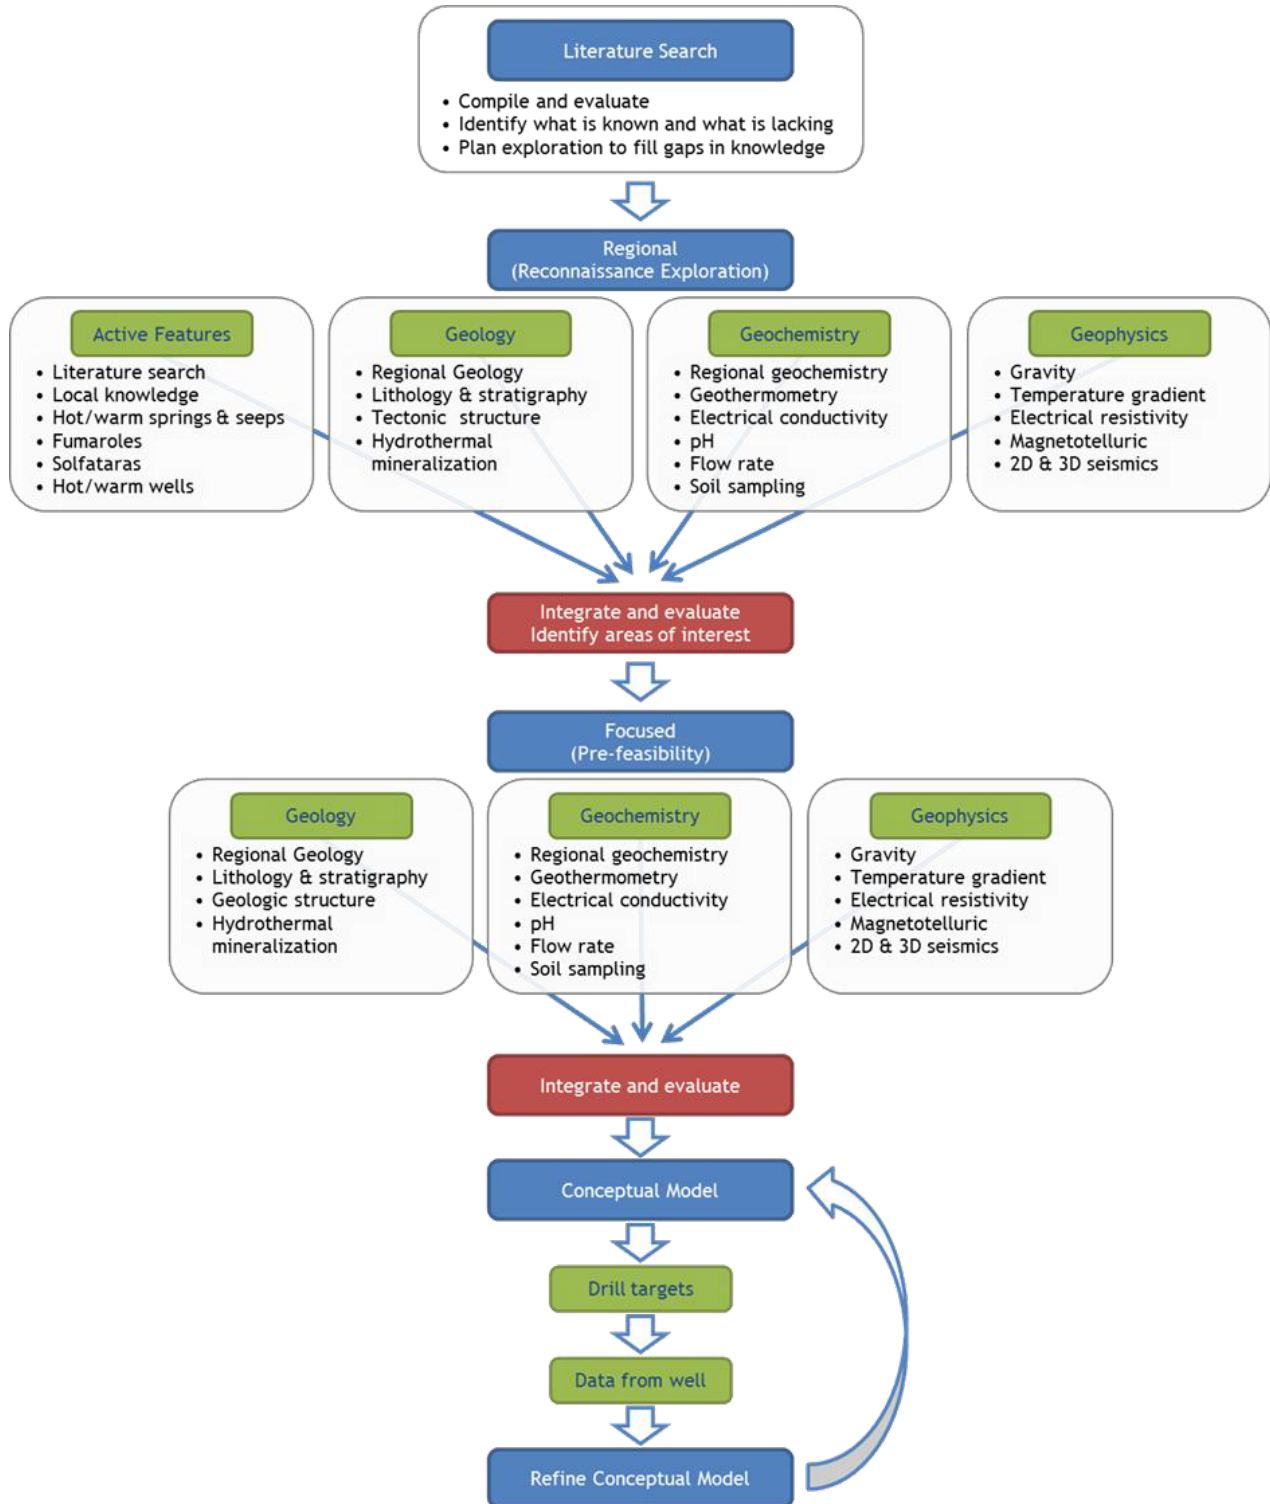 Literature Search
• Compile and evaluate
• Identify what is known and what is lacking
• Plan exploration to fill gaps in knowledge
Regional
(Reconnaissance Exploration)
Active Features
• Literature search
• Local knowledge
• Hot/warm springs & seeps
• Fumaroles
• Solfataras
• Hot/warm wells
Geology
• Regional Geology
• Lithology & stratigraphy
• Tectonic structure
• Hydrothermal
mineralization
Geochemistry
• Regional geochemistry
• Geothermometry
• Electrical conductivity
• pH
• Flow rate
• Soil sampling
Geophysics
• Gravity
• Temperature gradient
• Electrical resistivity
• Magnetotelluric
• 2D & 3D seismics
Integrate and evaluate
Identify areas of interest
Focused
(Pre-feasibility)
Geology
• Regional Geology
• Lithology & stratigraphy
• Geologic structure
• Hydrothermal
mineralization
Geochemistry
• Regional geochemistry
• Geothermometry
• Electrical conductivity
• pH
• Flow rate
• Soil sampling
Geophysics
• Gravity
• Temperature gradient
• Electrical resistivity
• Magnetotelluric
• 2D & 3D seismics
Integrate and evaluate
Conceptual Model
Drill targets
Data from well
Refine Conceptual Model